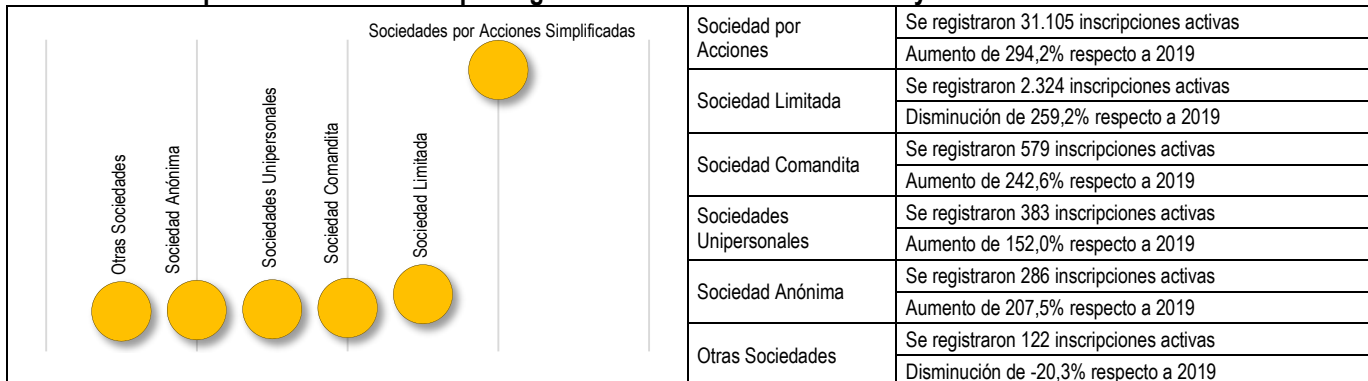 Sociedades por Acciones Simplificadas
Otras Sociedades
Sociedad Anónima
Sociedades Unipersonales
Sociedad Comandita
Sociedad Limitada
Sociedad por
Acciones
Se registraron 31.105 inscripciones activas
Aumento de 294,2% respecto a 2019
Sociedad Limitada
Se registraron 2.324 inscripciones activas
Disminución de 259,2% respecto a 2019
Sociedad Comandita
Se registraron 579 inscripciones activas
Aumento de 242,6% respecto a 2019
Sociedades
Unipersonales
Se registraron 383 inscripciones activas
Aumento de 152,0% respecto a 2019
Sociedad Anónima
Se registraron 286 inscripciones activas
Aumento de 207,5% respecto a 2019
Otras Sociedades
Se registraron 122 inscripciones activas
Disminución de -20,3% respecto a 2019